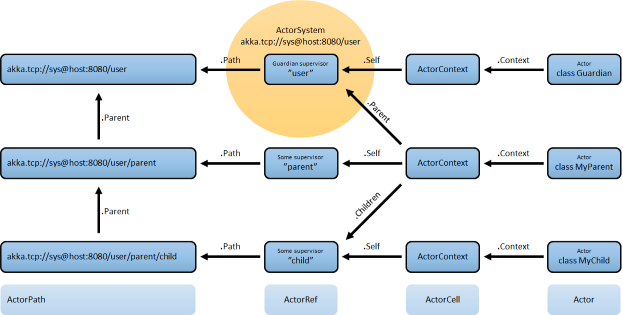 ActorSystem
akka.tcp://sys@host:8080/user
akka.tcp://sys@host:8080/user
.Path
Guardian supervisor
"user"
.Self
ActorContext
.Context
Actor
class Guardian
.Parent
.Parent
akka.tcp://sys@host:8080/user/parent
.Path
Some supervisor
"parent"
.Self
ActorContext
.Context
Actor
class MyParent
.Parent
.Children
akka.tcp://sys@host:8080/user/parent/child
.Path
Some supervisor
"child"
.Self
ActorContext
.Context
Actor
class MyChild
ActorPath
ActorRef
ActorCell
Actor